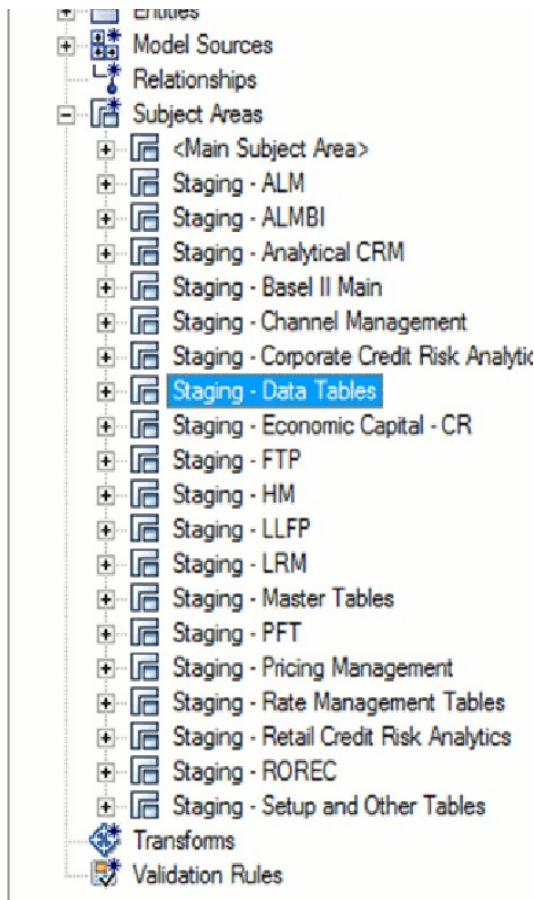 Entities
Model Sources
Relationships
Subject Areas
<Main Subject Area>
Staging - ALM
Staging - ALMBI
Staging - Analytical CRM
Staging - Basel II Main
Staging - Channel Management
Staging - Corporate Credit Risk Analytic
Staging - Data Tables
Staging - Economic Capital - CR
Staging - FTP
Staging - HM
Staging - LLFP
Staging - LRM
Staging - Master Tables
Staging - PFT
Staging - Pricing Management
Staging - Rate Management Tables
Staging - Retail Credit Risk Analytics
Staging - ROREC
Staging - Setup and Other Tables
Transforms
Validation Rules